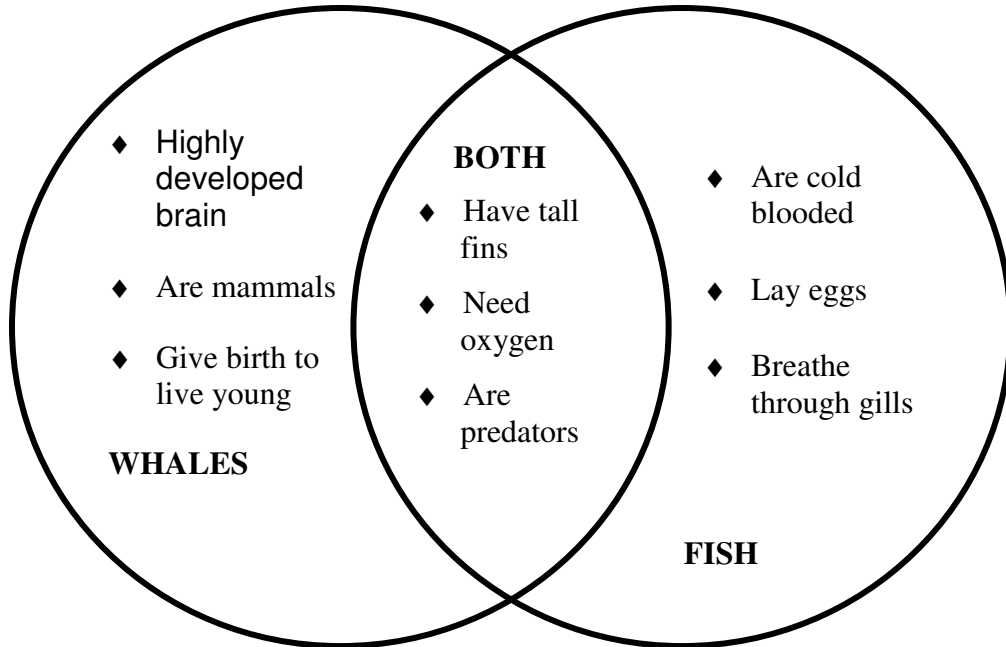 ♦ Highly
developed
brain
♦ Are mammals
♦ Give birth to
live young
WHALES
BOTH
♦ Have tall
fins
♦ Need
oxygen
♦ Are
predators
♦ Are cold
blooded
♦ Lay eggs
♦ Breathe
through gills
FISH